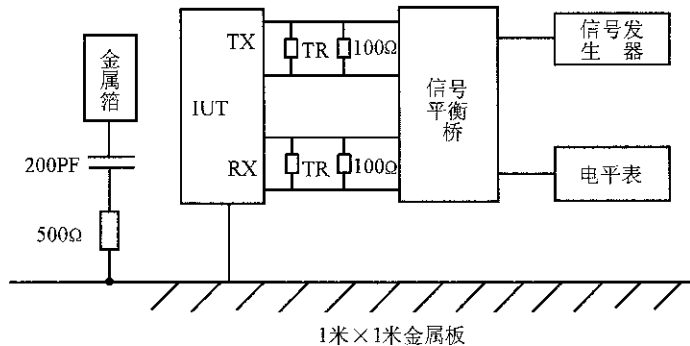 金属箔
200PF
500Ω
TX
IUT
RX
TR
100Ω
TR
100Ω
信号
平衡
桥
信号发
生 器
电平表
1米×1米金属板